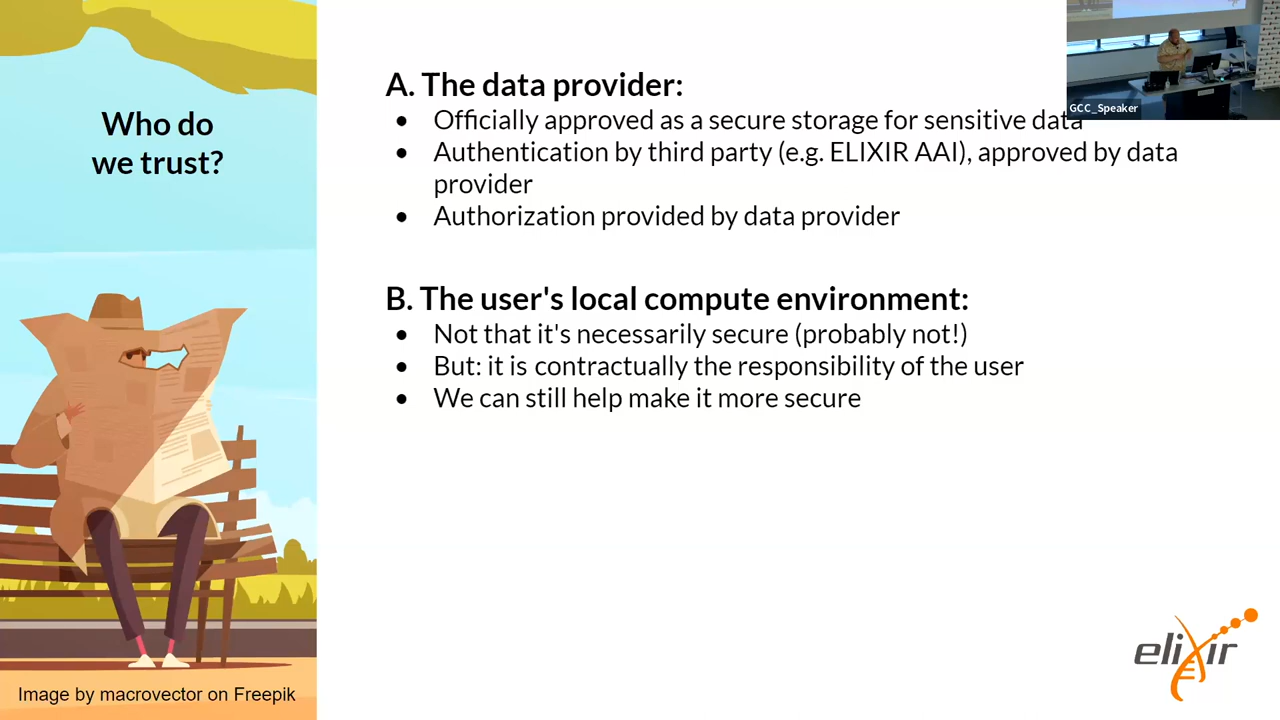 Who do
we trust?
A. The data provider:
• Officially approved as a secure storage for sensitive data
• Authentication by third party (e.g. ELIXIR AAI), approved by data
provider
• Authorization provided by data provider
B. The user's local compute environment:
• Not that it's necessarily secure (probably not!)
• But: it is contractually the responsibility of the user
• We can still help make it more secure
GCC_Speaker
Image by macrovector on Freepik
elixir